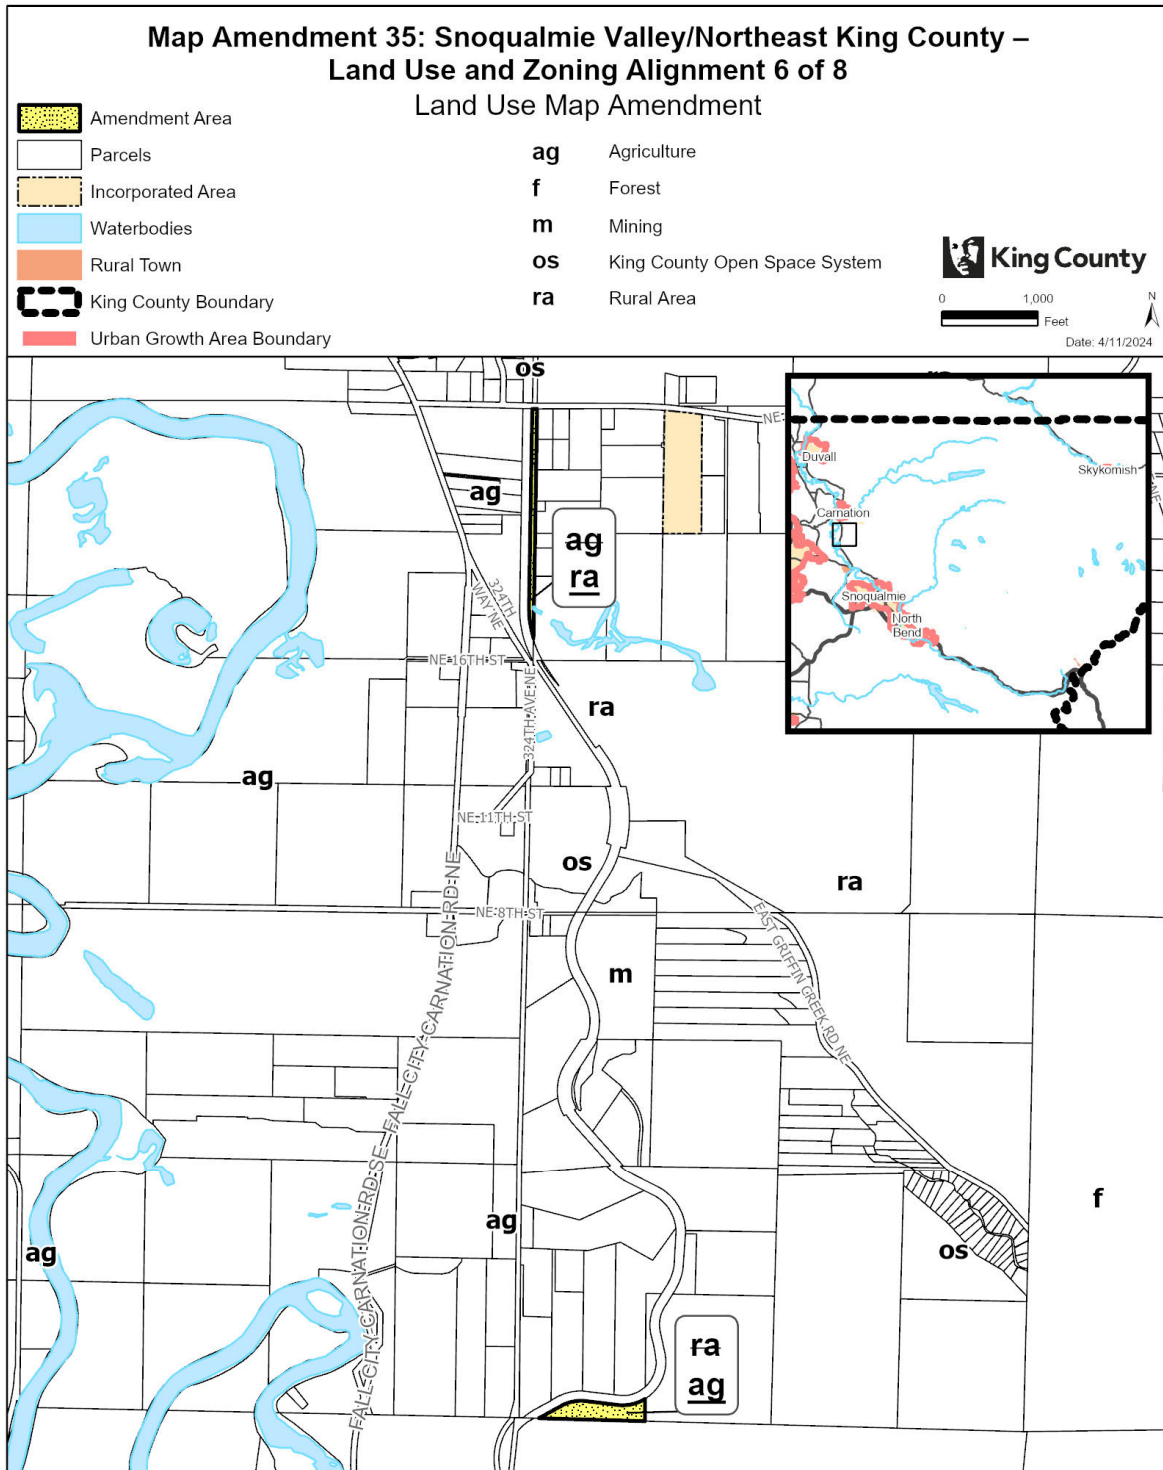 Map Amendment 35: Snoqualmie Valley/Northeast King County –
Land Use and Zoning Alignment 6 of 8
Land Use Map Amendment
Amendment Area
Parcels
Incorporated Area
Waterbodies
Rural Town
King County Boundary
Urban Growth Area Boundary
ag Agriculture
f Forest
m Mining
os King County Open Space System
ra Rural Area
King County
0 1,000
Feet
N
Date: 4/11/2024
os
NE
Duvall
Skykomish
Carnation
Snoqualmie
North
Bend
NE
ag
ag
ra
324TH
WAY NE
NE 16TH ST
324TH AVE NE
ra
ag
NE 11TH ST
os
ra
NE 8TH ST
EAST GRIFFIN CREEK RD NE
m
FALL CITY-CARNATION RD NE
FALL CITY-CARNATION RD SE
f
ag
ag
os
ra
ag